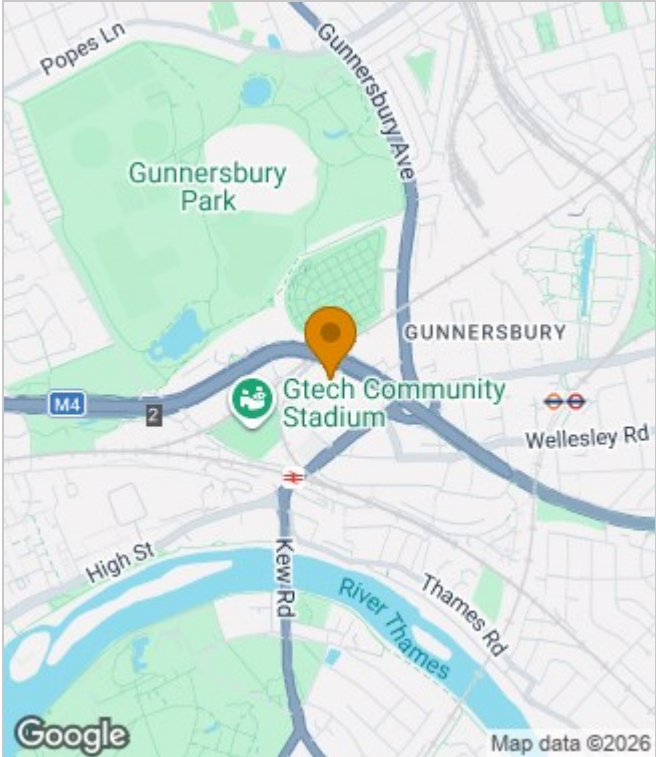 Popes Ln
Gunnersbury Ave
Gunnersbury
Park
GUNNERSBURY
M4
2
Gtech Community
Stadium
Wellesley Rd
High St
Kew Rd
Thames Rd
River Thames
Google
Map data ©2026